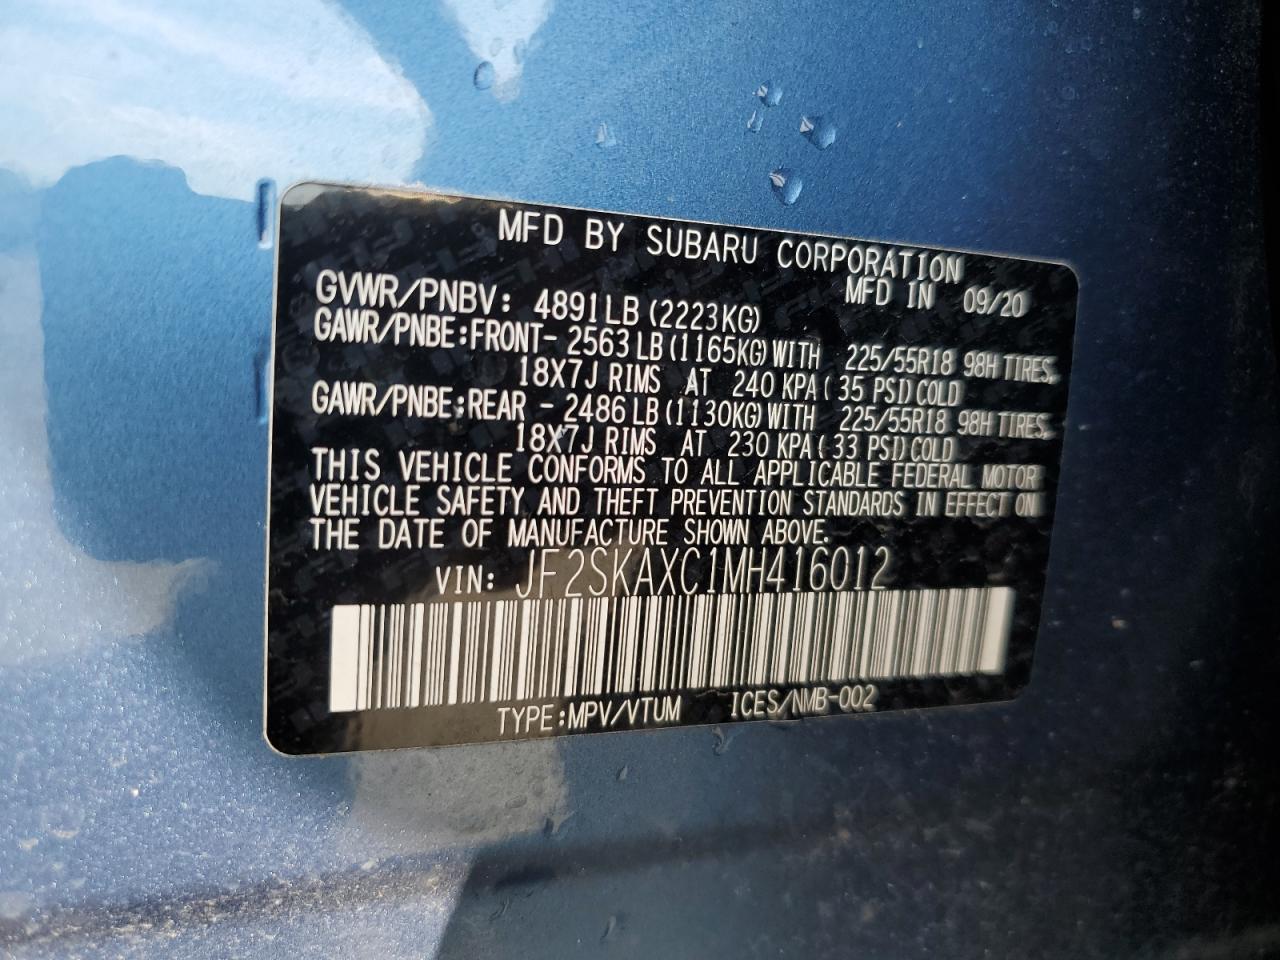 MFD BY SUBARU CORPORATION
MFD IN 09/20
GVWR/PNBV: 4891LB (2223KG)
GAWR/PNBE:FRONT- 2563 LB (1165KG) WITH 225/55R18 98H TIRES,
18X7J RIMS AT 240 KPA (35 PSI) COLD
GAWR/PNBE:REAR - 2486 LB (1130KG) WITH 225/55R18 98H TIRES,
18X7J RIMS AT 230 KPA (33 PSI) COLD
THIS VEHICLE CONFORMS TO ALL APPLICABLE FEDERAL MOTOR
VEHICLE SAFETY AND THEFT PREVENTION STANDARDS IN EFFECT ON
THE DATE OF MANUFACTURE SHOWN ABOVE.
VIN: JF2SKAXC1MH416012
TYPE:MPV/VTUM ICES/NMB-002